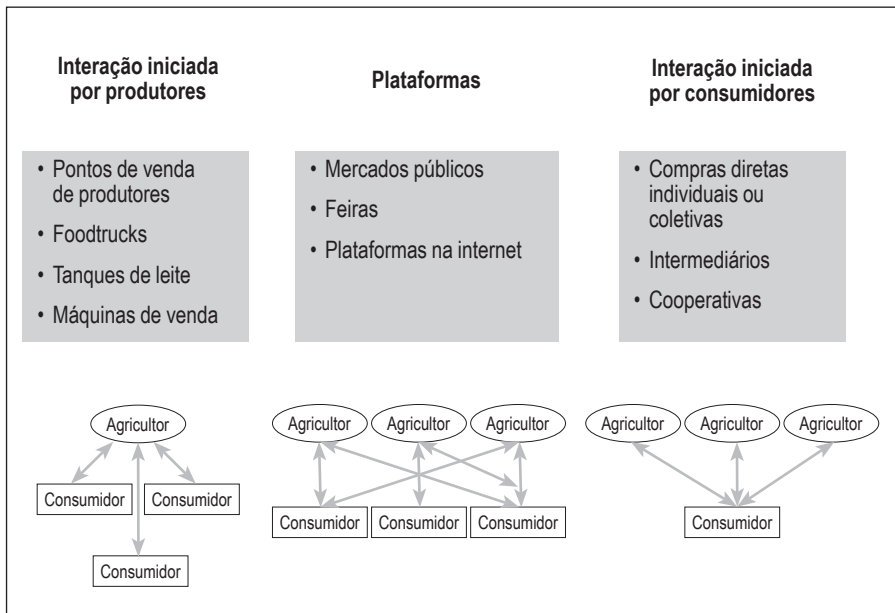 Interação iniciada
por produtores
Plataformas
Interação iniciada
por consumidores
• Pontos de venda
de produtores
• Foodtrucks
• Tanques de leite
• Máquinas de venda
• Mercados públicos
• Feiras
• Plataformas na internet
• Compras diretas
individuais ou
coletivas
• Intermediários
• Cooperativas
Agricultor
Consumidor
Consumidor
Consumidor
Agricultor
Agricultor
Agricultor
Consumidor
Consumidor
Consumidor
Agricultor
Agricultor
Agricultor
Consumidor